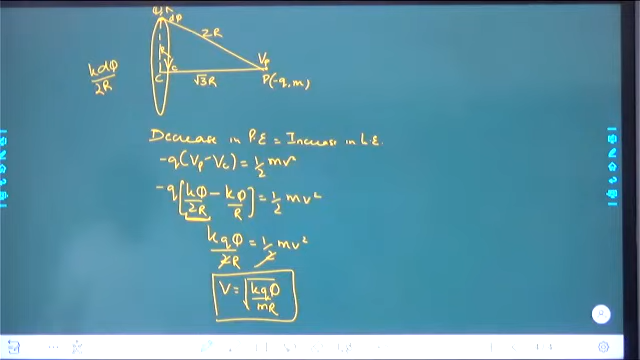 dϕ
2R
R
kdϕ/2R
Vc
Vp
C
√3R
P(-q,m)
Decrease in P.E = Increase in k.E.
-q(Vp-Vc) = 1/2 mv²
-q[kϕ/2R - kϕ/R] = 1/2 mv²
kqϕ/2R = 1/2 mv²
V = √(kqϕ/mR)